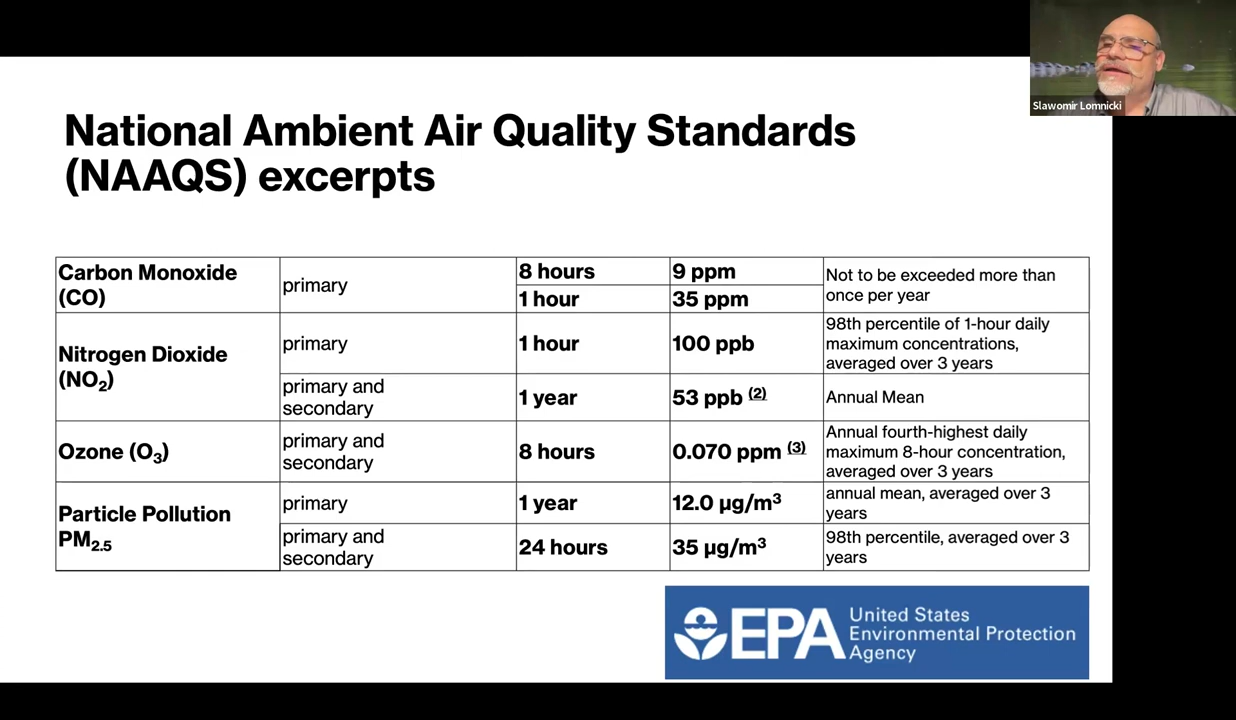 Slawomir Lomnicki
National Ambient Air Quality Standards
(NAAQS) excerpts
Carbon Monoxide
(CO)
primary
8 hours
9 ppm
1 hour
35 ppm
Not to be exceeded more than
once per year
Nitrogen Dioxide
(NO2)
primary
1 hour
100 ppb
98th percentile of 1-hour daily
maximum concentrations,
averaged over 3 years
primary and
secondary
1 year
53 ppb (2)
Annual Mean
Ozone (O3)
primary and
secondary
8 hours
0.070 ppm (3)
Annual fourth-highest daily
maximum 8-hour concentration,
averaged over 3 years
Particle Pollution
PM2.5
primary
1 year
12.0 µg/m3
annual mean, averaged over 3
years
primary and
secondary
24 hours
35 µg/m3
98th percentile, averaged over 3
years
EPA
United States
Environmental Protection
Agency